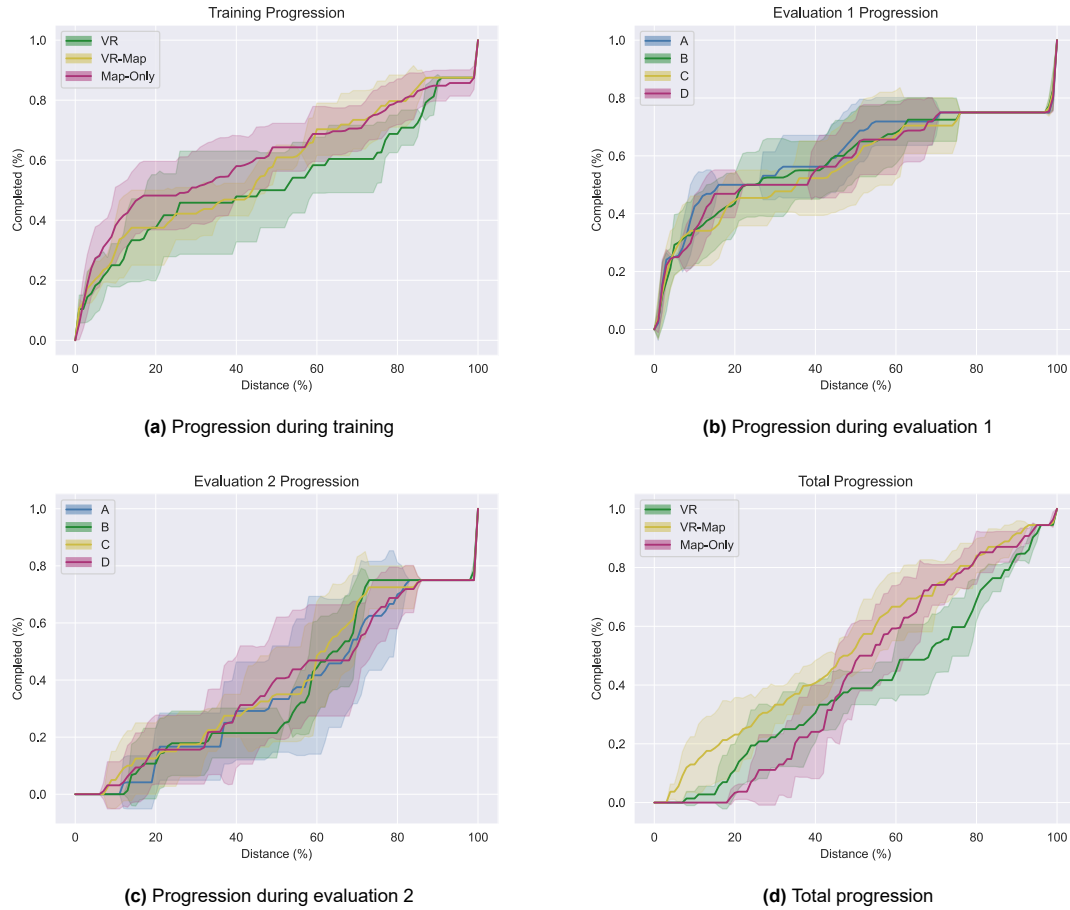 Training Progression
VR
VR-Map
Map-Only
1.0
0.8
0.6
0.4
0.2
0.0
Completed (%)
0 20 40 60 80 100
Distance (%)
(a) Progression during training
Evaluation 1 Progression
A
B
C
D
1.0
0.8
0.6
0.4
0.2
0.0
Completed (%)
0 20 40 60 80 100
Distance (%)
(b) Progression during evaluation 1
Evaluation 2 Progression
A
B
C
D
1.0
0.8
0.6
0.4
0.2
0.0
Completed (%)
0 20 40 60 80 100
Distance (%)
(c) Progression during evaluation 2
Total Progression
VR
VR-Map
Map-Only
1.0
0.8
0.6
0.4
0.2
0.0
Completed (%)
0 20 40 60 80 100
Distance (%)
(d) Total progression